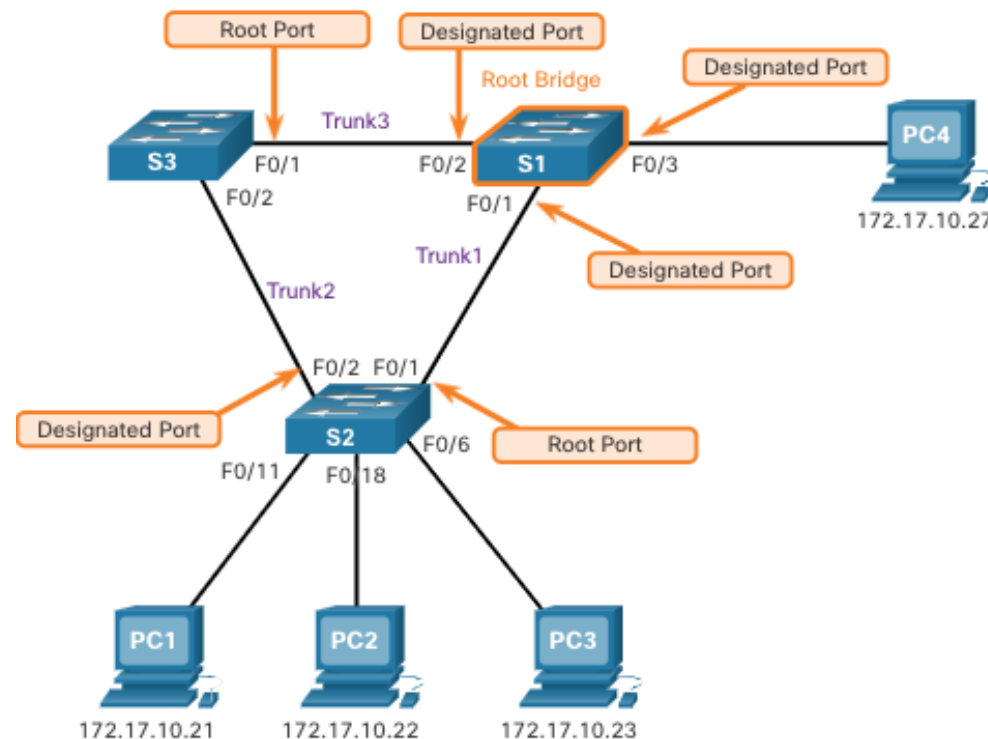 Root Port
Designated Port
Root Bridge
Designated Port
Trunk3
S3
F0/1
F0/2
S1
F0/3
PC4
F0/2
F0/1
172.17.10.27
Trunk1
Designated Port
Trunk2
F0/2
F0/1
Designated Port
S2
F0/6
Root Port
F0/11
F0/18
PC1
PC2
PC3
172.17.10.21
172.17.10.22
172.17.10.23